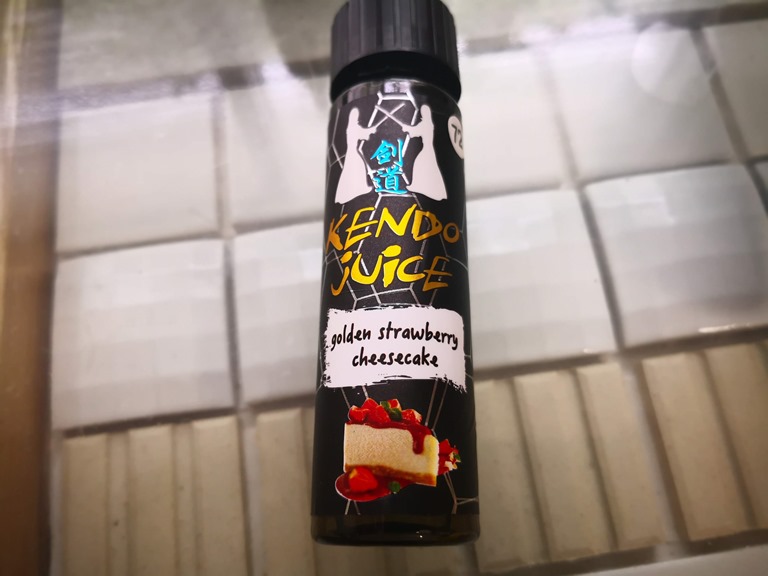 剣
道
KENDO
JUICE
golden strawberry
cheesecake